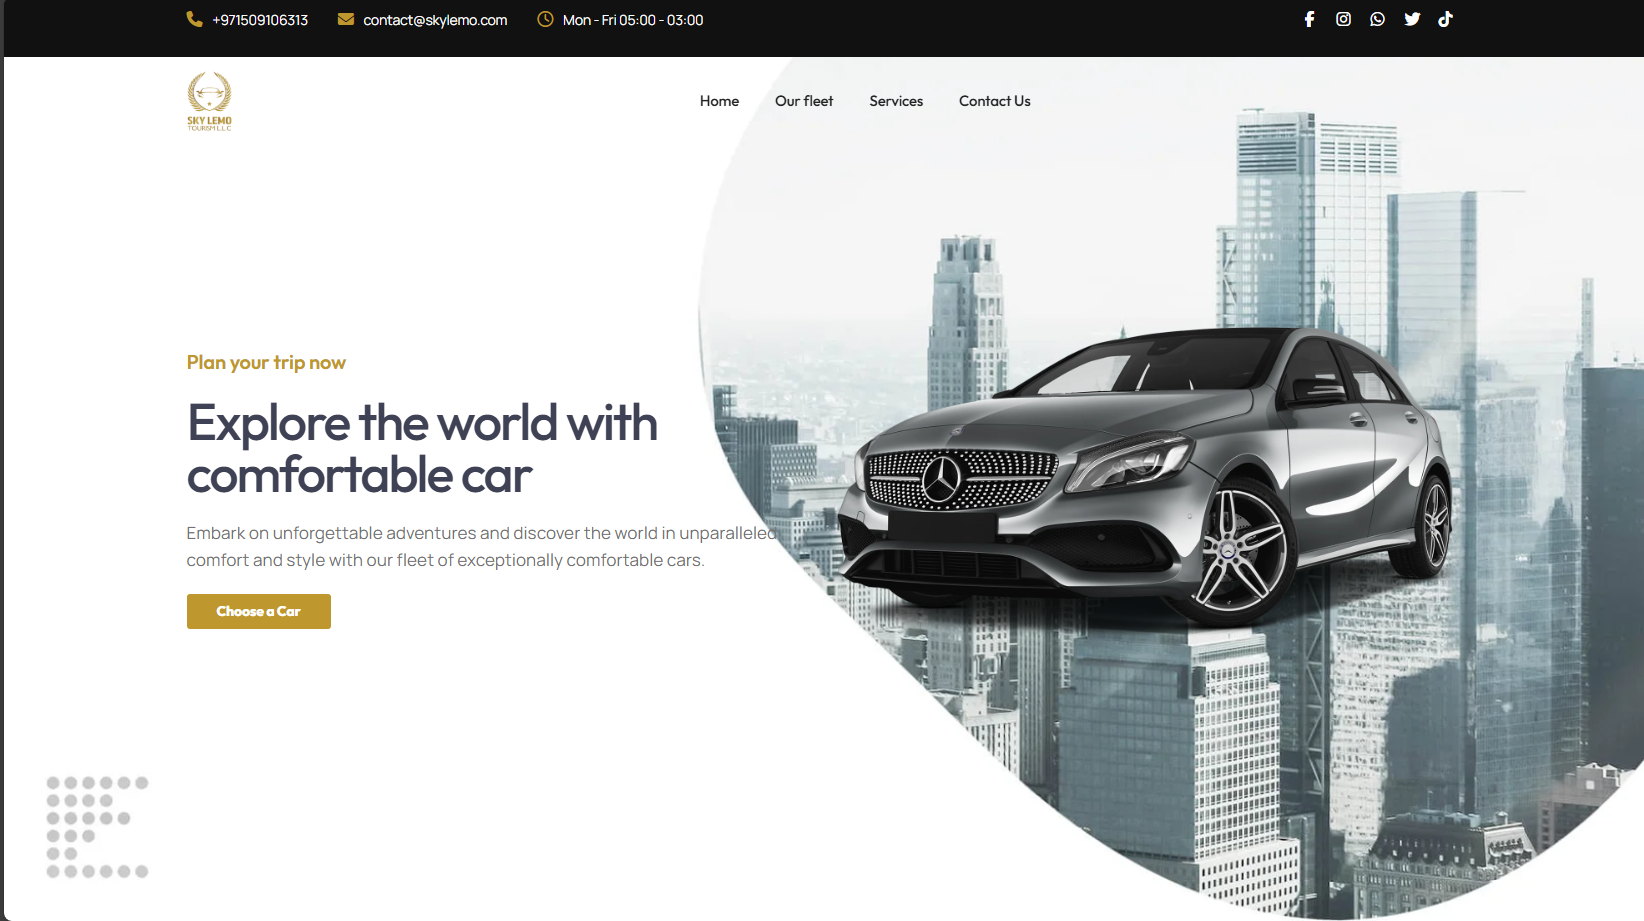 +971509106313 contact@skylemo.com Mon - Fri 05:00 - 03:00
SKY LEMO
TOURISM L.L.C
Home Our fleet Services Contact Us
Plan your trip now
Explore the world with
comfortable car
Embark on unforgettable adventures and discover the world in unparalleled
comfort and style with our fleet of exceptionally comfortable cars.
Choose a Car